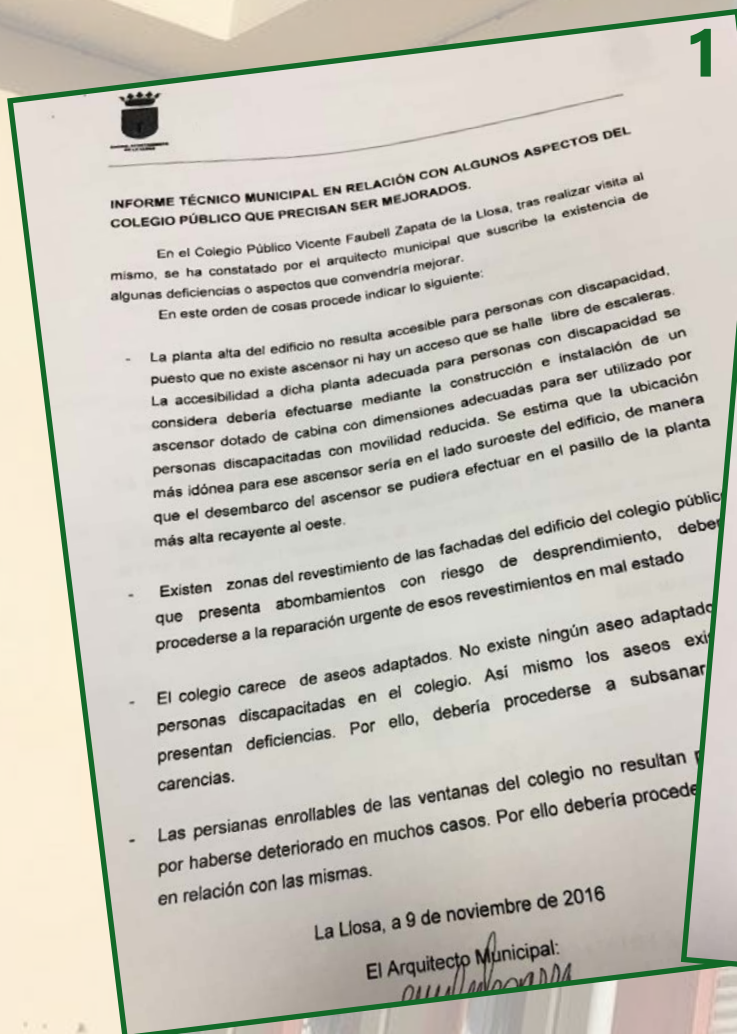 1
INFORME TÉCNICO MUNICIPAL EN RELACIÓN CON ALGUNOS ASPECTOS DEL
COLEGIO PÚBLICO QUE PRECISAN SER MEJORADOS.
En el Colegio Público Vicente Faubell Zapata de la Llosa, tras realizar visita al
mismo, se ha constatado por el arquitecto municipal que suscribe la existencia de
algunas deficiencias o aspectos que convendría mejorar.
En este orden de cosas procede indicar lo siguiente:
- La planta alta del edificio no resulta accesible para personas con discapacidad,
puesto que no existe ascensor ni hay un acceso que se halle libre de escaleras.
La accesibilidad a dicha planta adecuada para personas con discapacidad se
considera debería efectuarse mediante la construcción e instalación de un
ascensor dotado de cabina con dimensiones adecuadas para ser utilizado por
personas discapacitadas con movilidad reducida. Se estima que la ubicación
más idónea para ese ascensor sería en el lado suroeste del edificio, de manera
que el desembarco del ascensor se pudiera efectuar en el pasillo de la planta
más alta recayente al oeste.
- Existen zonas del revestimiento de las fachadas del edificio del colegio públic
que presenta abombamientos con riesgo de desprendimiento, deber
procederse a la reparación urgente de esos revestimientos en mal estado
- El colegio carece de aseos adaptados. No existe ningún aseo adaptado
personas discapacitadas en el colegio. Así mismo los aseos exi
presentan deficiencias. Por ello, debería procederse a subsanar
carencias.
- Las persianas enrollables de las ventanas del colegio no resultan
por haberse deteriorado en muchos casos. Por ello debería procede
en relación con las mismas.
La Llosa, a 9 de noviembre de 2016
El Arquitecto Municipal: